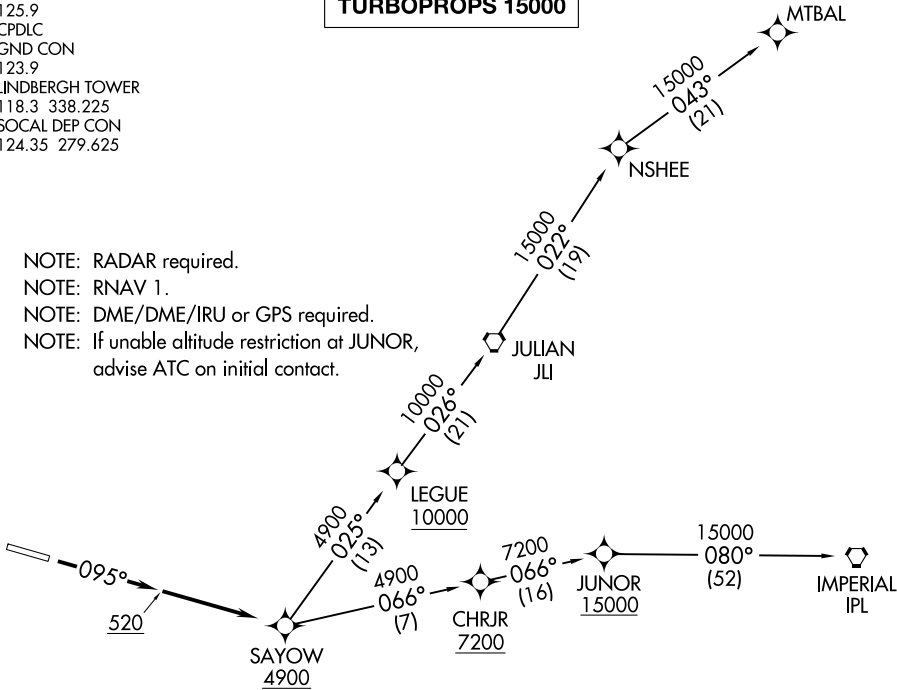 125.9
CPDLC
GND CON
123.9
LINDBERGH TOWER
118.3 338.225
SOCAL DEP CON
124.35 279.625
TURBOPROPS 15000
MTBAL
15000
043°
(21)
NSHEE
15000
022°
(19)
NOTE: RADAR required.
NOTE: RNAV 1.
NOTE: DME/DME/IRU or GPS required.
NOTE: If unable altitude restriction at JUNOR,
advise ATC on initial contact.
JULIAN
JLI
10000
026°
(21)
LEGUE
10000
4900
025°
(13)
095°
520
SAYOW
4900
4900
066°
(7)
CHRJR
7200
7200
066°
(16)
JUNOR
15000
15000
080°
(52)
IMPERIAL
IPL